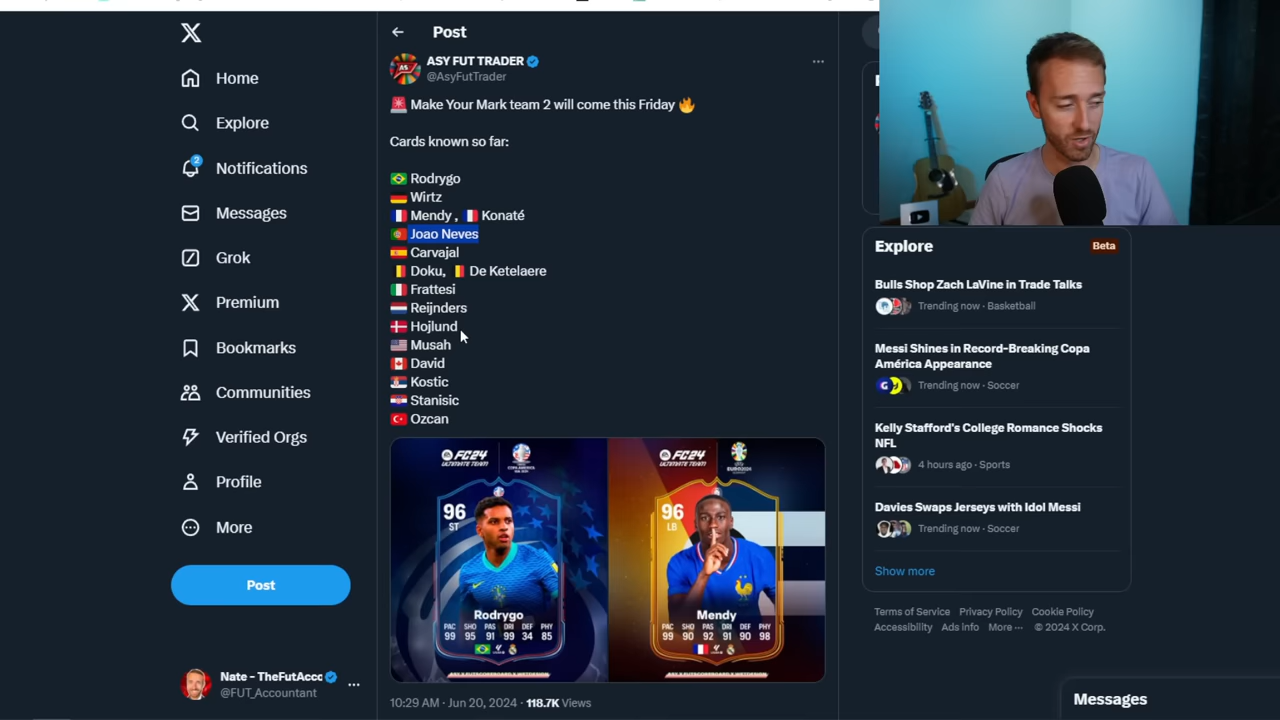 Post
ASY FUT TRADER
@AsyFutTrader
Make Your Mark team 2 will come this Friday 🔥
Cards known so far:
Rodrygo
Wirtz
Mendy , Konaté
Joao Neves
Carvajal
Doku, De Ketelaere
Frattesi
Reijnders
Hojlund
Musah
David
Kostic
Stanisic
Ozcan
FC24
ULTIMATE TEAM
96
ST
Rodrygo
PAC SHO PAS DRI DEF PHY
99 95 91 99 34 85
FC24
ULTIMATE TEAM
96
LB
Mendy
PAC SHO PAS DRI DEF PHY
99 90 92 91 90 98
10:29 AM · Jun 20, 2024 · 118.7K Views
Home
Explore
2
Notifications
Messages
Grok
Premium
Bookmarks
Communities
Verified Orgs
Profile
More
Post
Nate - TheFutAcc
@FUT_Accountant
Explore
Beta
Bulls Shop Zach LaVine in Trade Talks
Trending now · Basketball
Messi Shines in Record-Breaking Copa
América Appearance
Trending now · Soccer
Kelly Stafford's College Romance Shocks
NFL
4 hours ago · Sports
Davies Swaps Jerseys with Idol Messi
Trending now · Soccer
Show more
Terms of Service Privacy Policy Cookie Policy
Accessibility Ads info More ··· © 2024 X Corp.
Messages